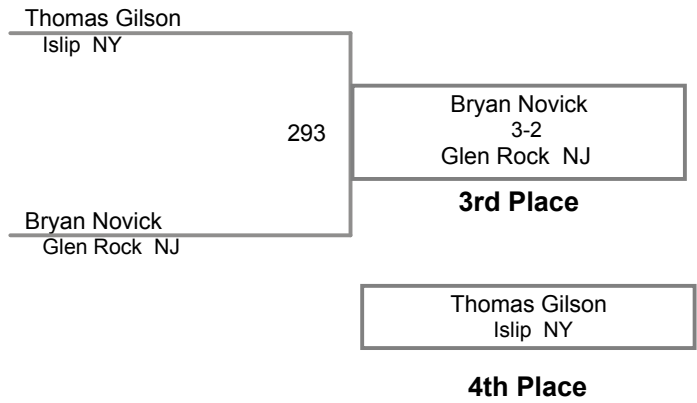 Thomas Gilson
Islip NY
293
Bryan Novick
3-2
Glen Rock NJ
3rd Place
Bryan Novick
Glen Rock NJ
Thomas Gilson
Islip NY
4th Place